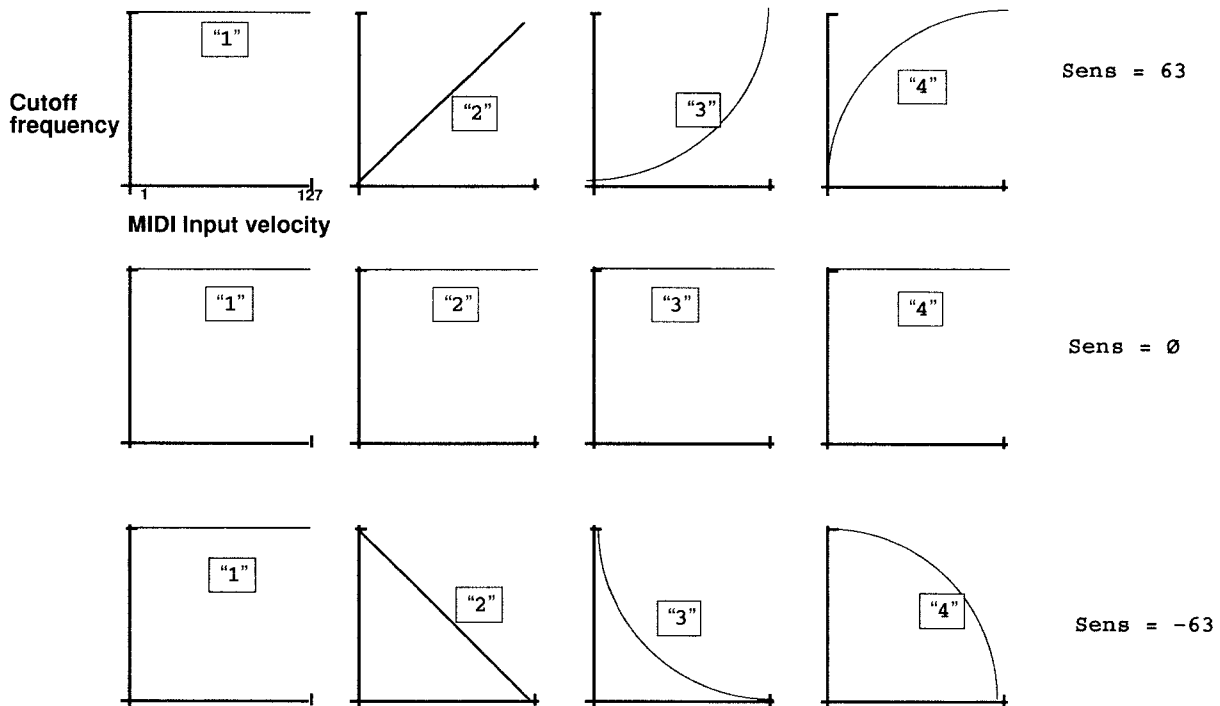 “1”
“2”
“3”
“4”
Sens = 63
Cutoff
frequency
1
127
MIDI Input velocity
“1”
“2”
“3”
“4”
Sens = Ø
“1”
“2”
“3”
“4”
Sens = -63